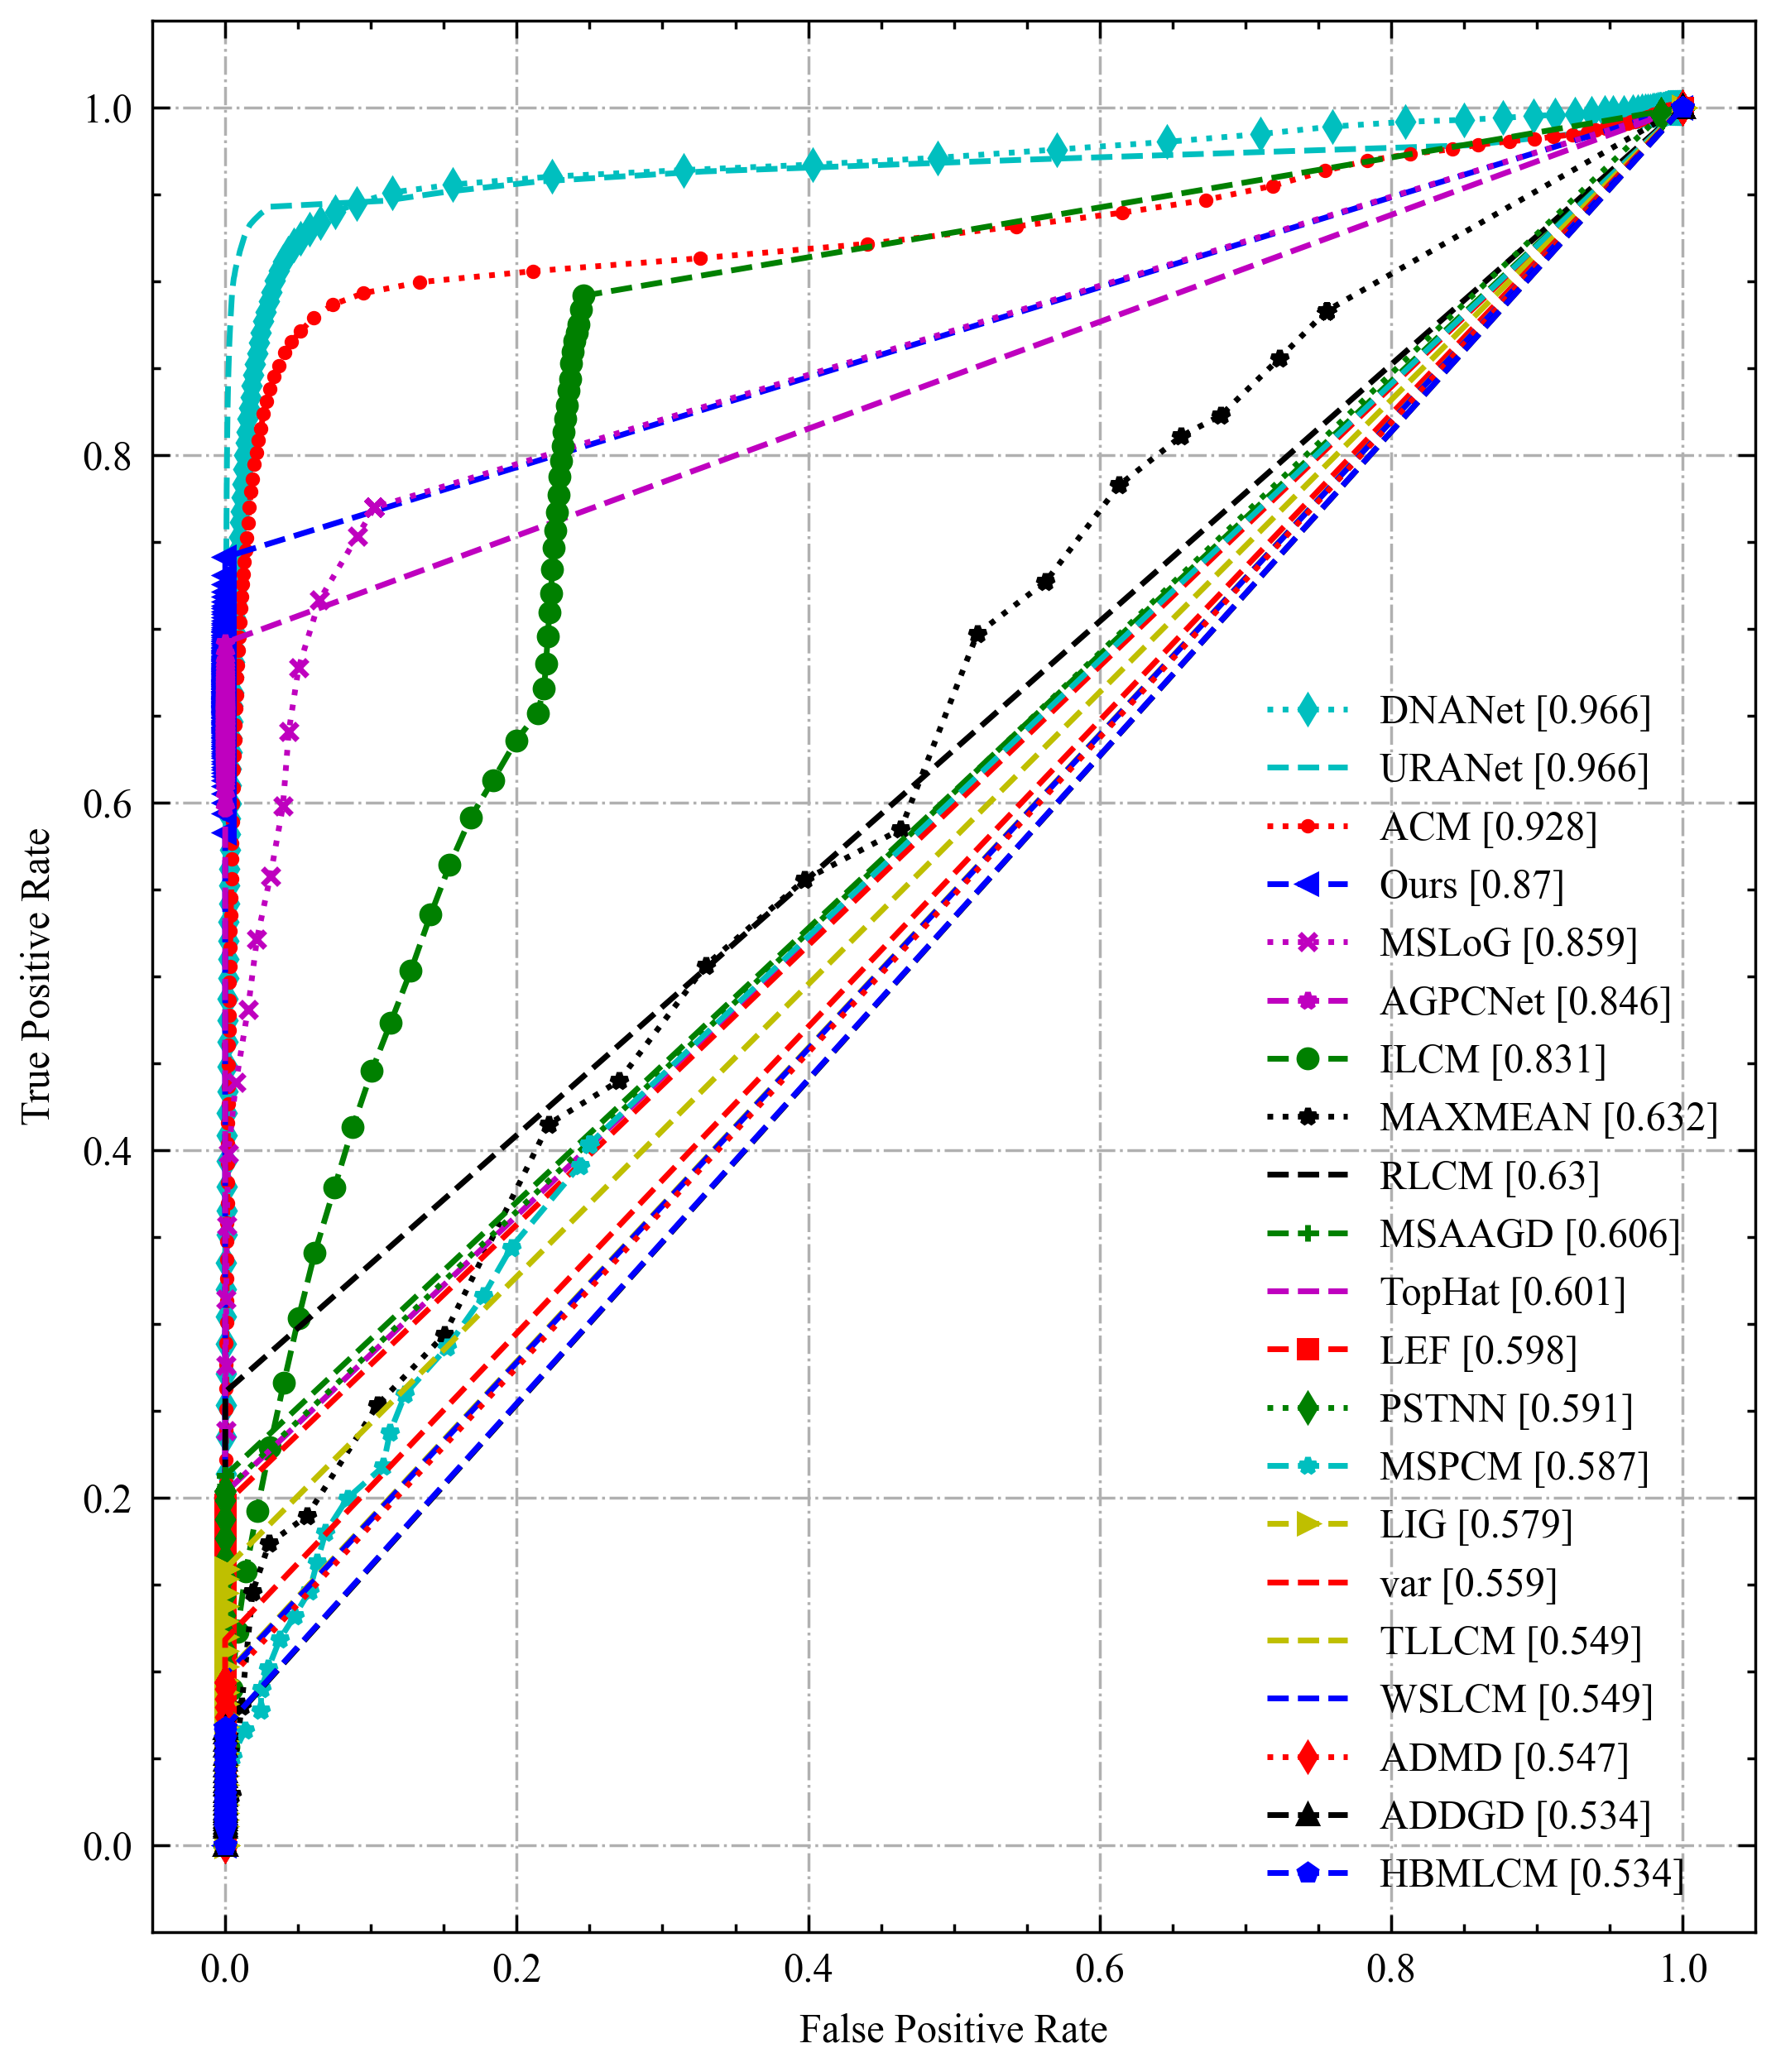 1.0
0.8
0.6
0.4
0.2
0.0
True Positive Rate
DNANet [0.966]
URANet [0.966]
ACM [0.928]
Ours [0.87]
MSLoG [0.859]
AGPCNet [0.846]
ILCM [0.831]
MAXMEAN [0.632]
RLCM [0.63]
MSAAGD [0.606]
TopHat [0.601]
LEF [0.598]
PSTNN [0.591]
MSPCM [0.587]
LIG [0.579]
var [0.559]
TLLCM [0.549]
WSLCM [0.549]
ADMD [0.547]
ADDGD [0.534]
HBMLCM [0.534]
0.0 0.2 0.4 0.6 0.8 1.0
False Positive Rate